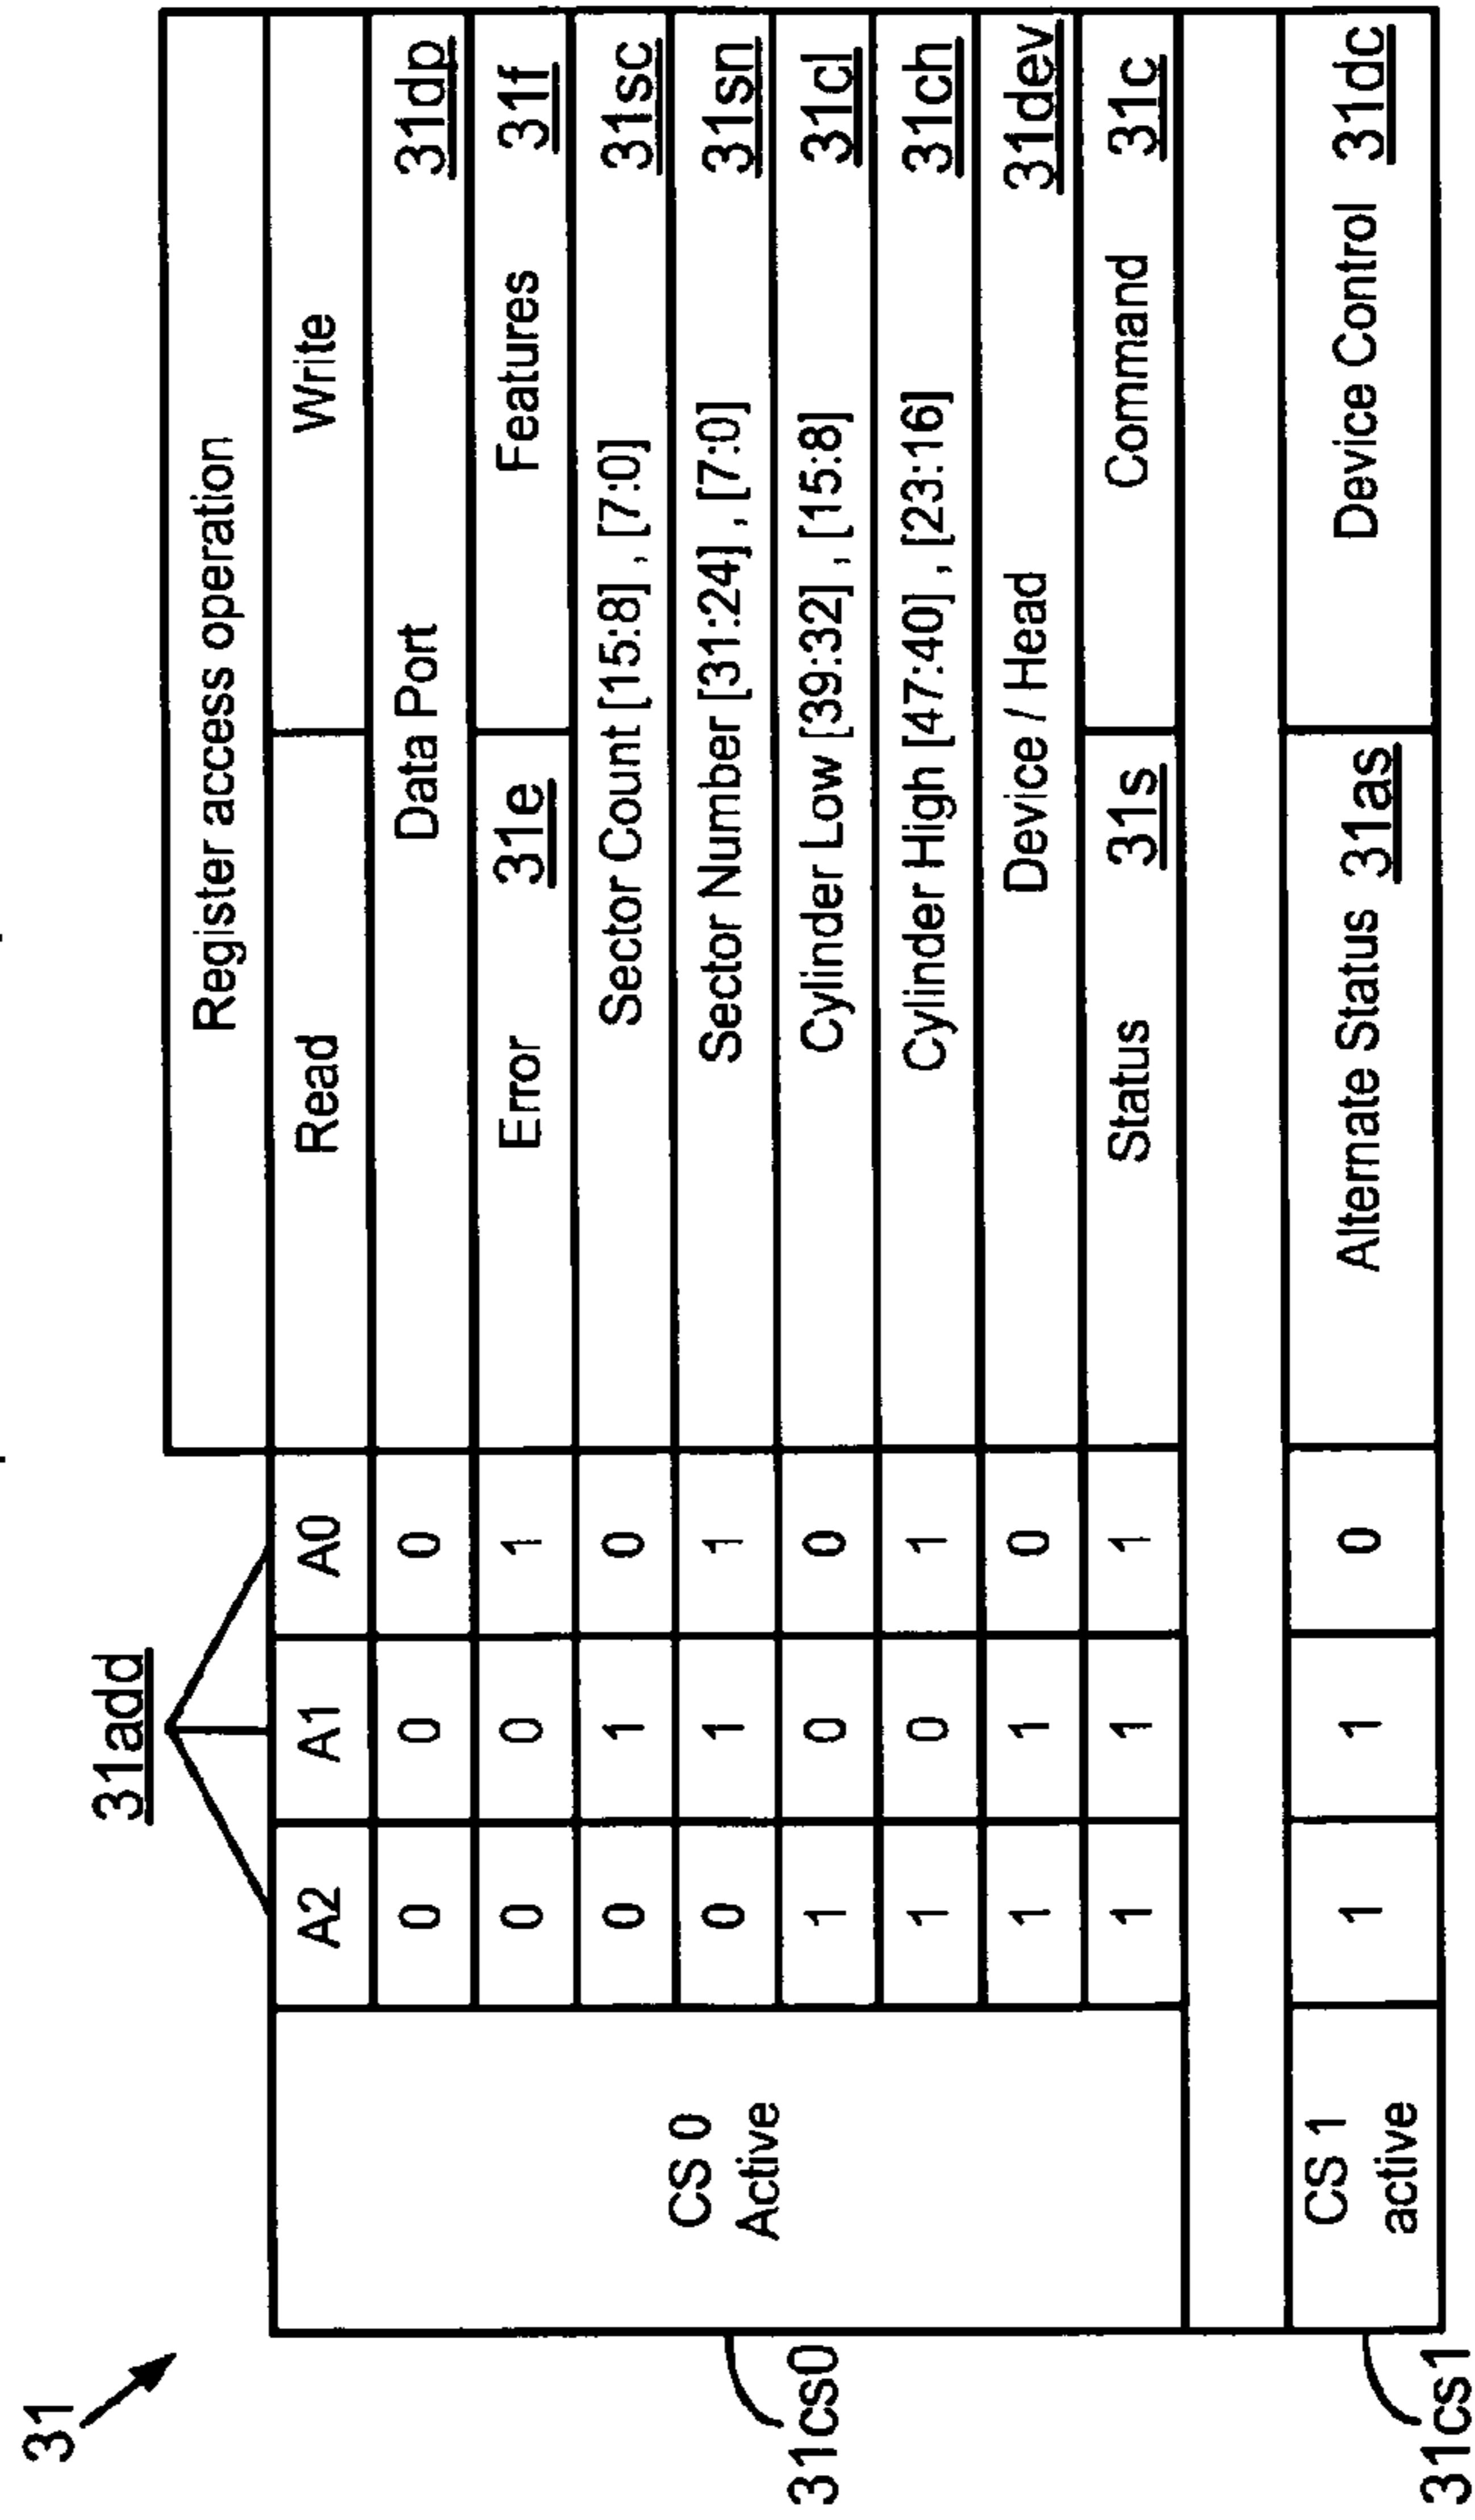 31
31add
Register access operation
A2 A1 A0 Read Write
0 0 0 Data Port 31dp
0 0 1 Error 31e Features 31f
0 1 0 Sector Count [15:8] , [7:0] 31sc
0 1 1 Sector Number [31:24] , [7:0] 31sn
CS 0
Active
1 0 0 Cylinder Low [39:32] , [15:8] 31cl
1 0 1 Cylinder High [47:40] , [23:16] 31ch
1 1 0 Device / Head 31dev
1 1 1 Status 31s Command 31c
31cs0
CS 1
active
1 1 0 Alternate Status 31as Device Control 31dc
31cs1